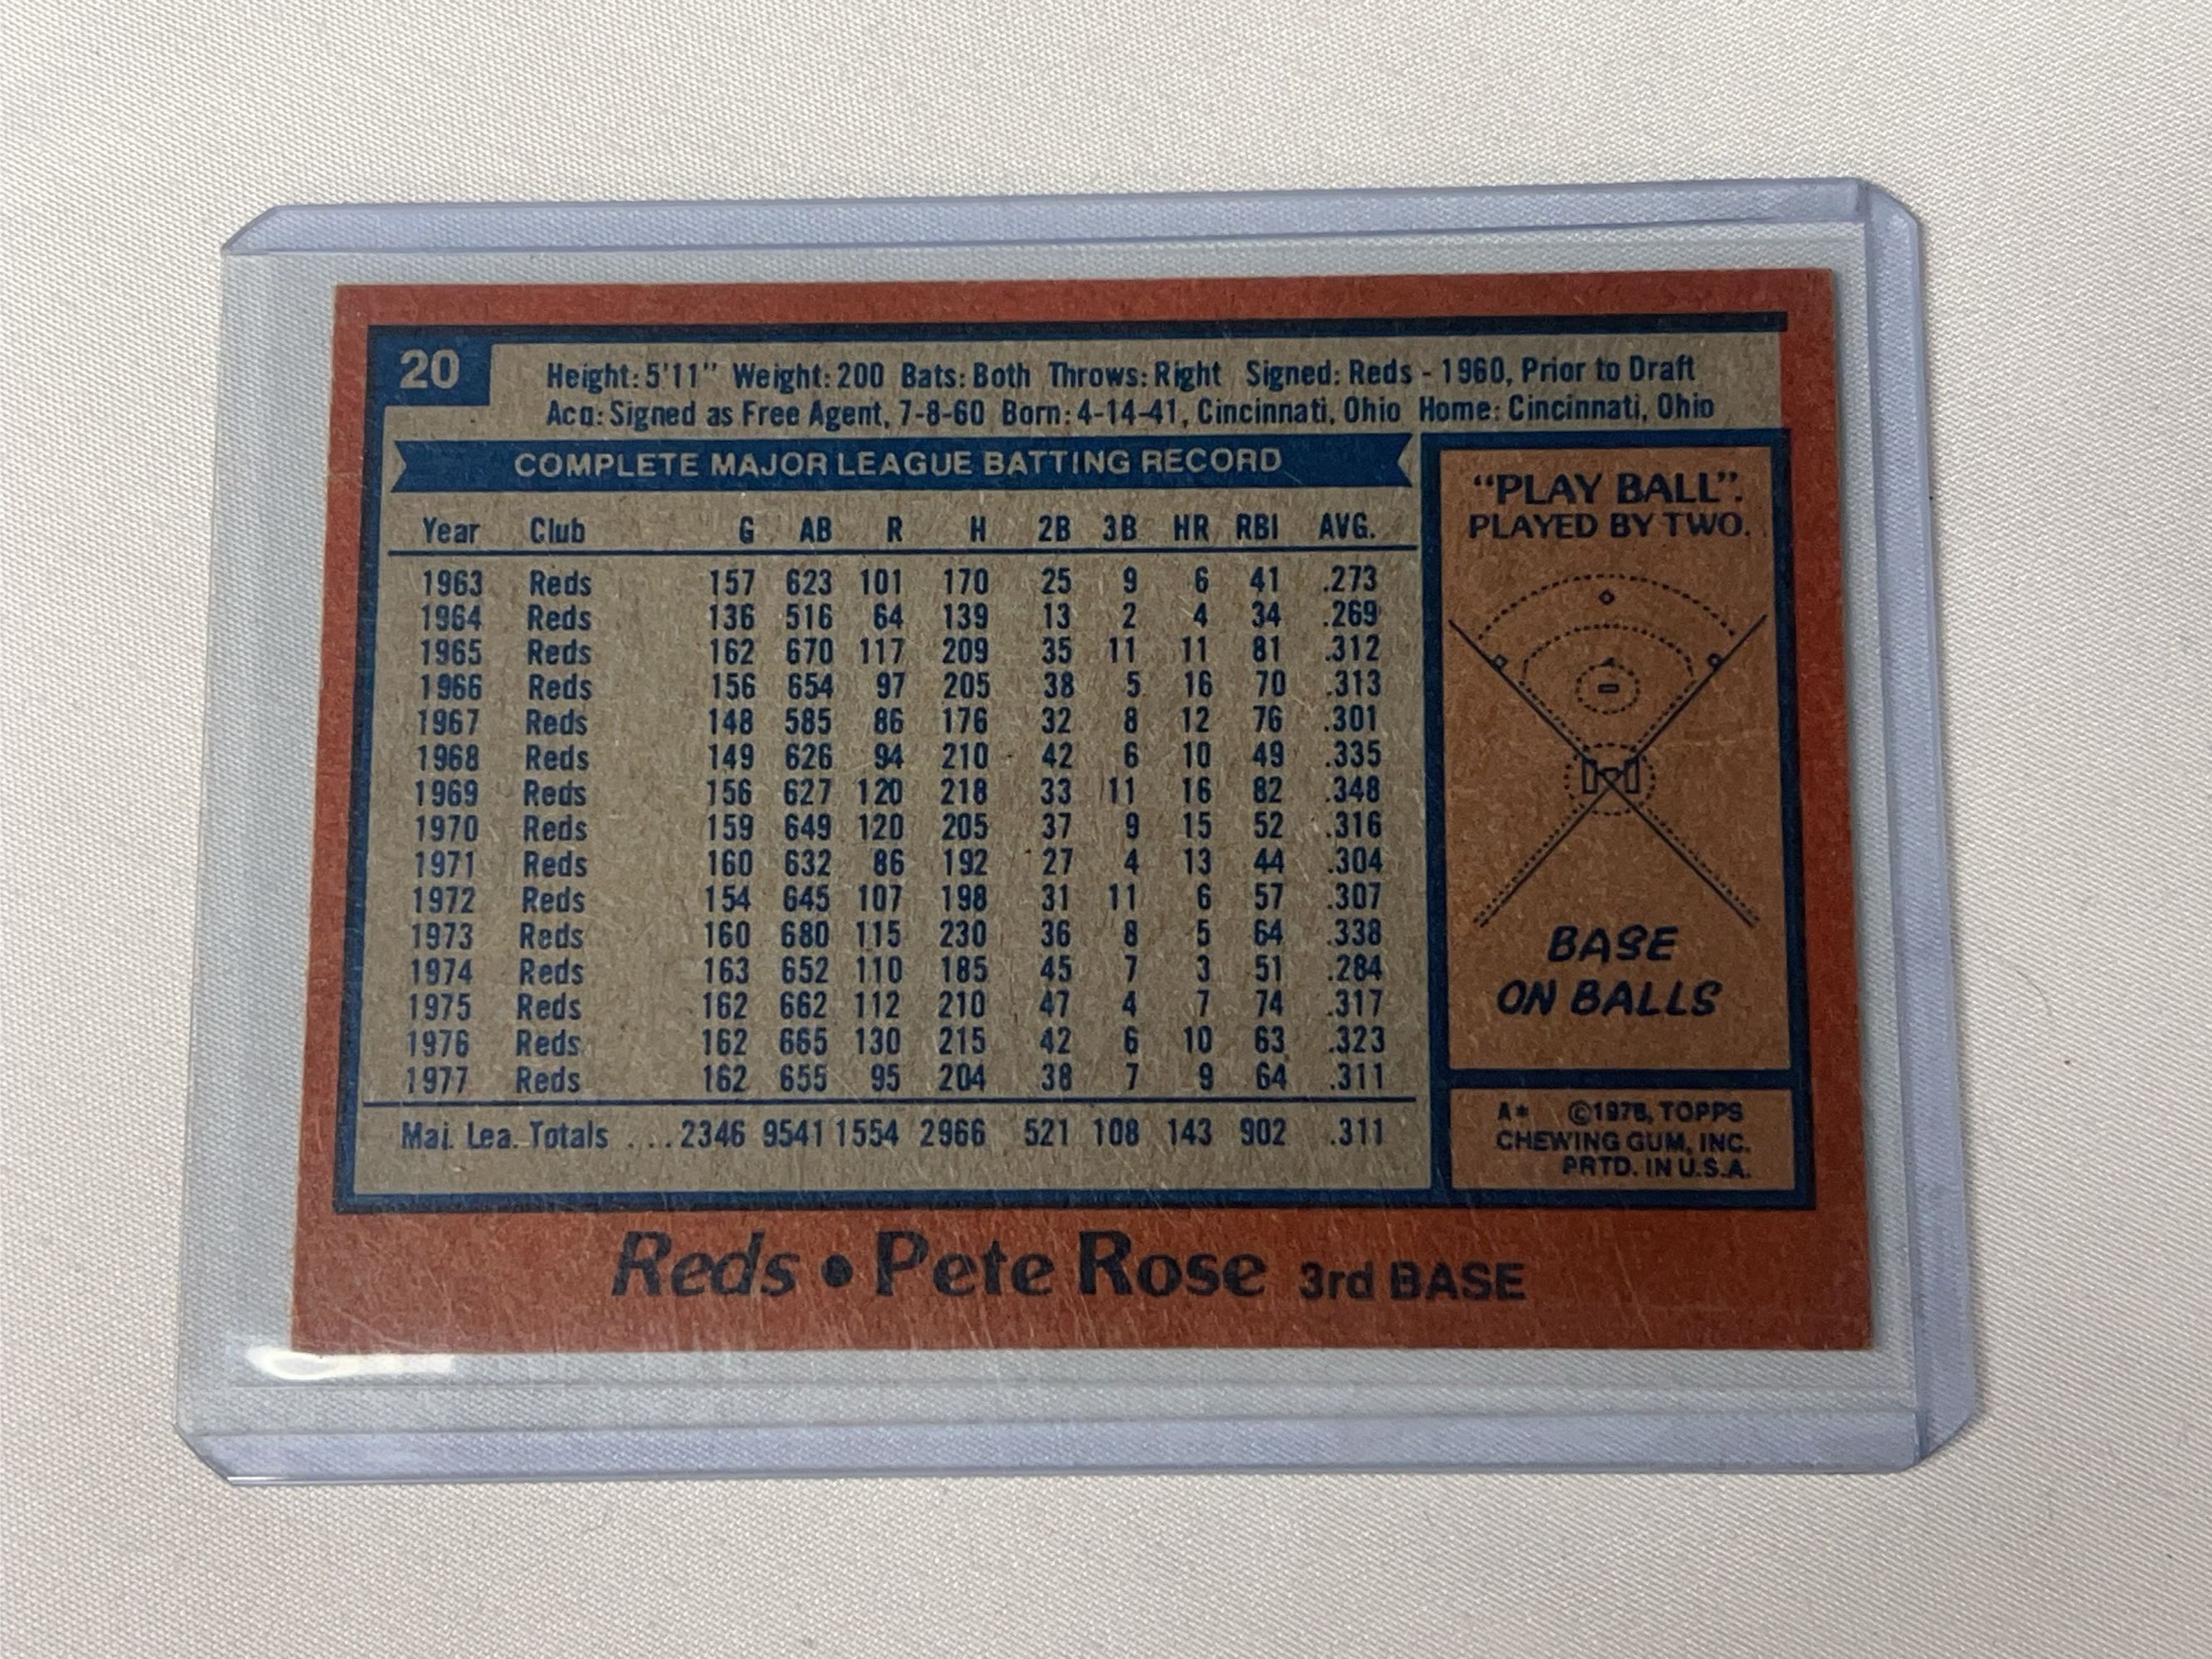 20
Height: 5'11" Weight: 200 Bats: Both Throws: Right Signed: Reds - 1960, Prior to Draft
Acq: Signed as Free Agent, 7-8-60 Born: 4-14-41, Cincinnati, Ohio Home: Cincinnati, Ohio
COMPLETE MAJOR LEAGUE BATTING RECORD
Year Club G AB R H 2B 3B HR RBI AVG.
1963 Reds 157 623 101 170 25 9 6 41 .273
1964 Reds 136 516 64 139 13 2 4 34 .269
1965 Reds 162 670 117 209 35 11 11 81 .312
1966 Reds 156 654 97 205 38 5 16 70 .313
1967 Reds 148 585 86 176 32 8 12 76 .301
1968 Reds 149 626 94 210 42 6 10 49 .335
1969 Reds 156 627 120 218 33 11 16 82 .348
1970 Reds 159 649 120 205 37 9 15 52 .316
1971 Reds 160 632 86 192 27 4 13 44 .304
1972 Reds 154 645 107 198 31 11 6 57 .307
1973 Reds 160 680 115 230 36 8 5 64 .338
1974 Reds 163 652 110 185 45 7 3 51 .284
1975 Reds 162 662 112 210 47 4 7 74 .317
1976 Reds 162 665 130 215 42 6 10 63 .323
1977 Reds 162 655 95 204 38 7 9 64 .311
Maj. Lea. Totals ... 2346 9541 1554 2966 521 108 143 902 .311
"PLAY BALL".
PLAYED BY TWO.
BASE
ON BALLS
A* ©1978, TOPPS
CHEWING GUM, INC.
PRTD. IN U.S.A.
Reds • Pete Rose 3rd BASE